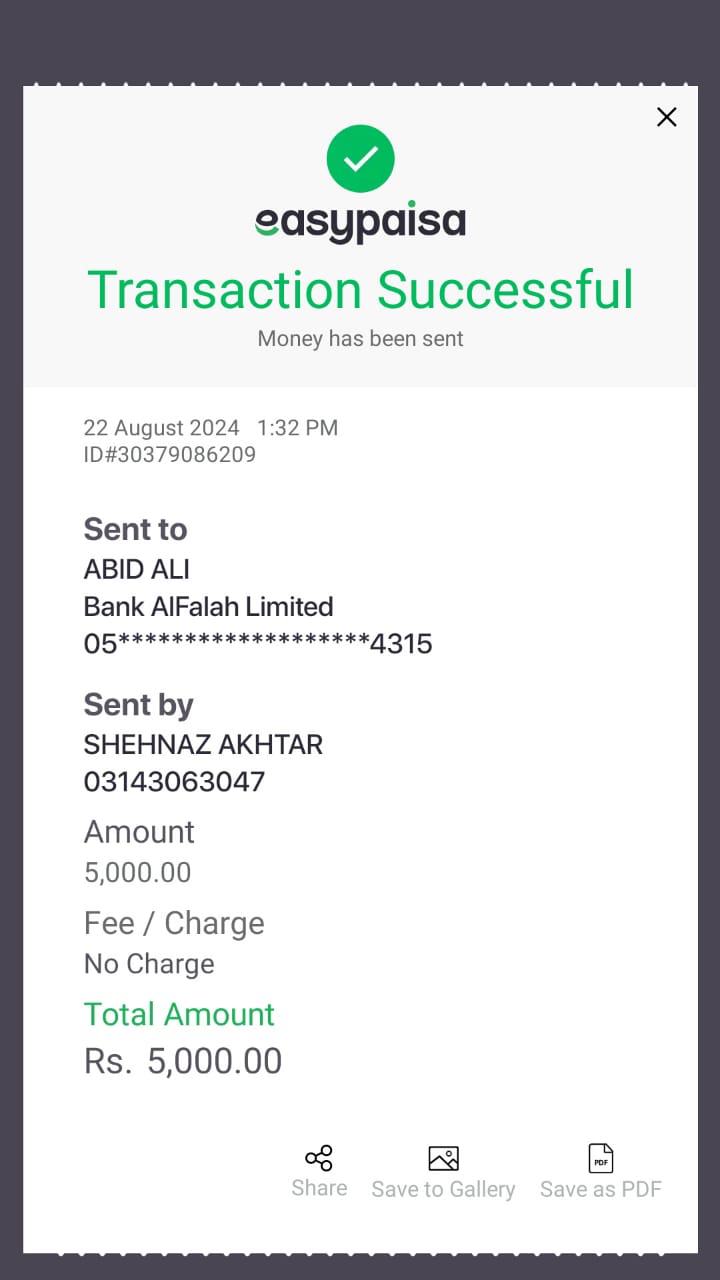 easypaisa
Transaction Successful
Money has been sent
22 August 2024 1:32 PM
ID#30379086209
Sent to
ABID ALI
Bank AlFalah Limited
05*******************4315
Sent by
SHEHNAZ AKHTAR
03143063047
Amount
5,000.00
Fee / Charge
No Charge
Total Amount
Rs. 5,000.00
PDF
Share Save to Gallery Save as PDF